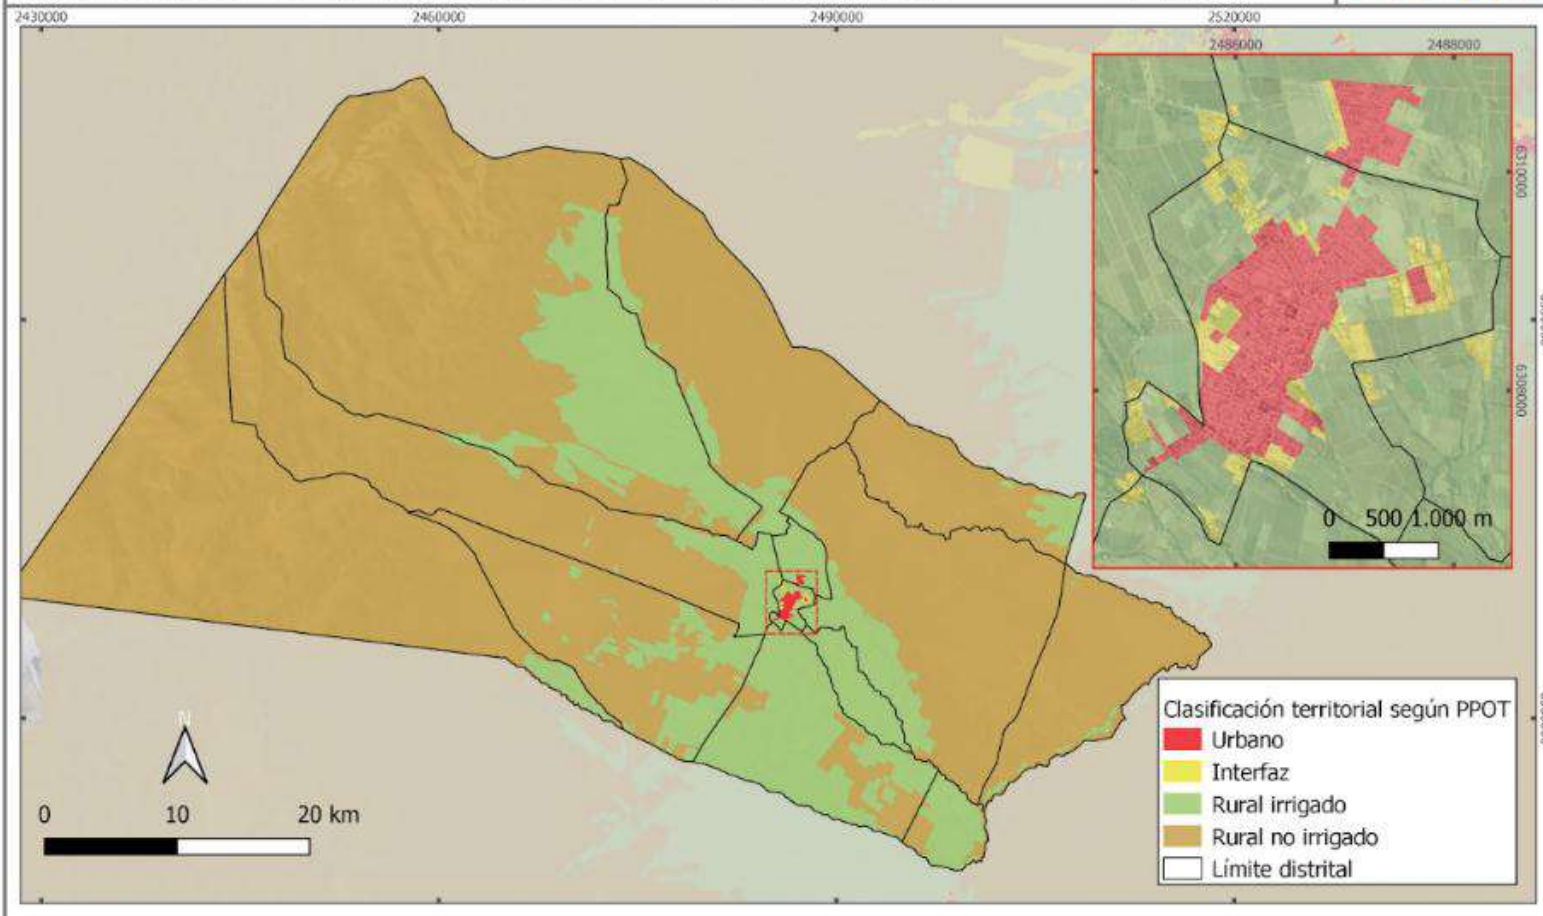 2430000 2460000 2490000 2520000
2486000 2488000
6310000
6308000
0 500 1.000 m
N
0 10 20 km
Clasificación territorial según PPOT
Urbano
Interfaz
Rural irrigado
Rural no irrigado
Límite distrital